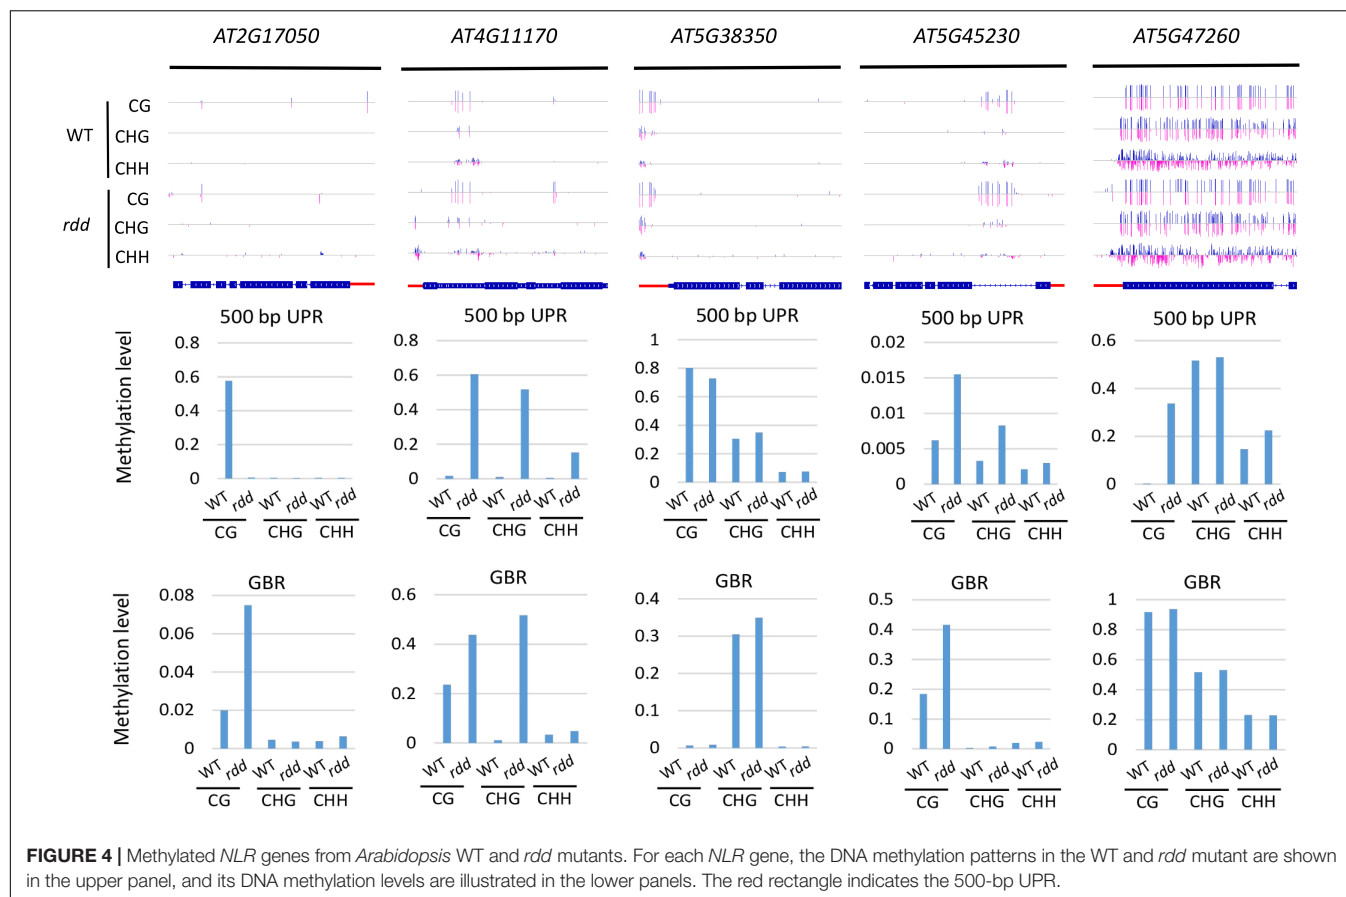 AT2G17050 AT4G11170 AT5G38350 AT5G45230 AT5G47260
WT
CG
CHG
CHH
rdd
CG
CHG
CHH
500 bp UPR 500 bp UPR 500 bp UPR 500 bp UPR 500 bp UPR
Methylation level
0.8
0.6
0.4
0.2
0
WT rdd WT rdd WT rdd
CG CHG CHH
0.8
0.6
0.4
0.2
0
WT rdd WT rdd WT rdd
CG CHG CHH
1
0.8
0.6
0.4
0.2
0
WT rdd WT rdd WT rdd
CG CHG CHH
0.02
0.015
0.01
0.005
0
WT rdd WT rdd WT rdd
CG CHG CHH
0.6
0.4
0.2
0
WT rdd WT rdd WT rdd
CG CHG CHH
GBR GBR GBR GBR GBR
Methylation level
0.08
0.06
0.04
0.02
0
WT rdd WT rdd WT rdd
CG CHG CHH
0.6
0.4
0.2
0
WT rdd WT rdd WT rdd
CG CHG CHH
0.4
0.3
0.2
0.1
0
WT rdd WT rdd WT rdd
CG CHG CHH
0.5
0.4
0.3
0.2
0.1
0
WT rdd WT rdd WT rdd
CG CHG CHH
1
0.8
0.6
0.4
0.2
0
WT rdd WT rdd WT rdd
CG CHG CHH
FIGURE 4 | Methylated NLR genes from Arabidopsis WT and rdd mutants. For each NLR gene, the DNA methylation patterns in the WT and rdd mutant are shown
in the upper panel, and its DNA methylation levels are illustrated in the lower panels. The red rectangle indicates the 500-bp UPR.